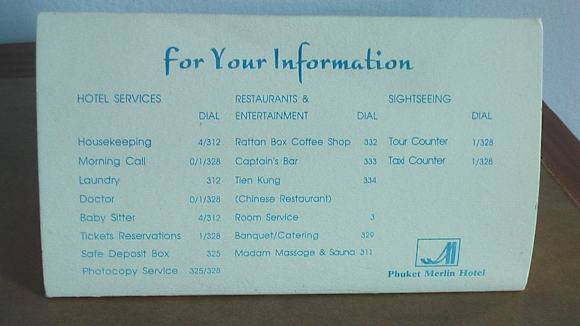 For Your Information
HOTEL SERVICES
DIAL
Housekeeping 4/312
Morning Call 0/1/328
Laundry 312
Doctor 0/1/328
Baby Sitter 4/312
Tickets Reservations 1/328
Safe Deposit Box 325
Photocopy Service 325/328
RESTAURANTS &
ENTERTAINMENT DIAL
Rattan Box Coffee Shop 332
Captain's Bar 333
Tien Kung 334
(Chinese Restaurant)
Room Service 3
Banquet/Catering 329
Madam Massage & Sauna 311
SIGHTSEEING
DIAL
Tour Counter 1/328
Taxi Counter 1/328
Phuket Merlin Hotel